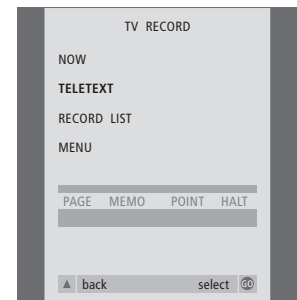 TV RECORD
NOW
TELETEXT
RECORD LIST
MENU
PAGE MEMO POINT HALT
▲ back select GO